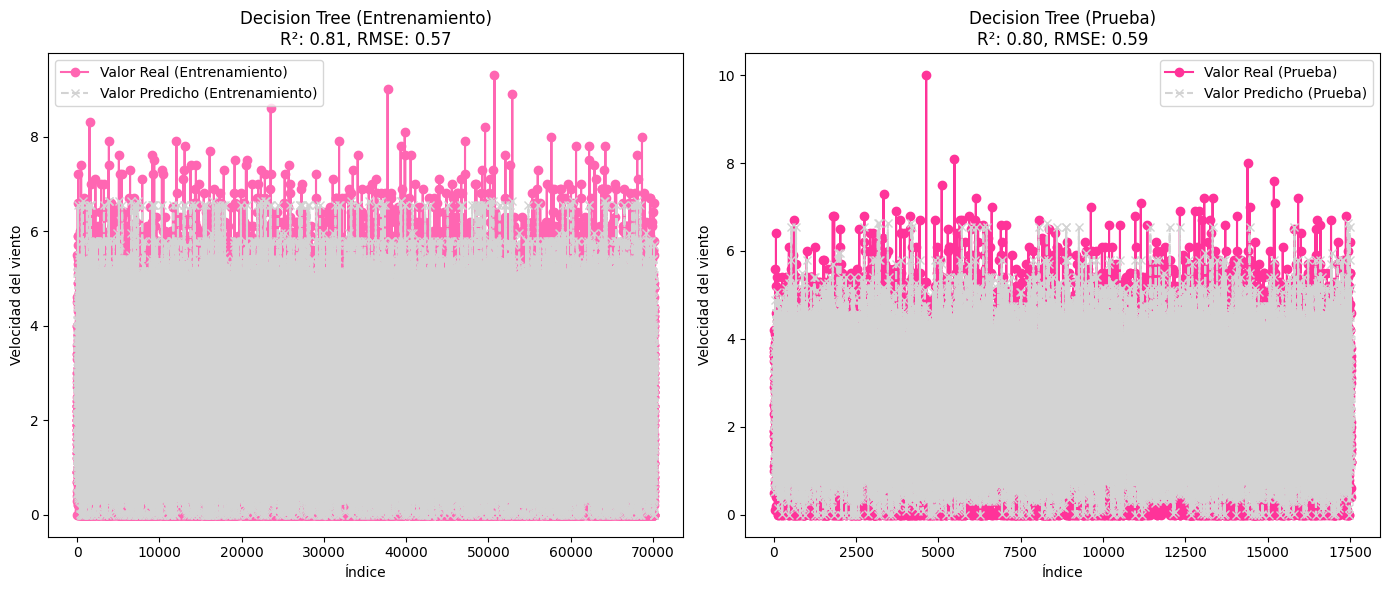 Decision Tree (Entrenamiento)
R²: 0.81, RMSE: 0.57
Valor Real (Entrenamiento)
Valor Predicho (Entrenamiento)
Velocidad del viento
8
6
4
2
0
0
10000
20000
30000
40000
50000
60000
70000
Índice
Decision Tree (Prueba)
R²: 0.80, RMSE: 0.59
Valor Real (Prueba)
Valor Predicho (Prueba)
Velocidad del viento
10
8
6
4
2
0
0
2500
5000
7500
10000
12500
15000
17500
Índice